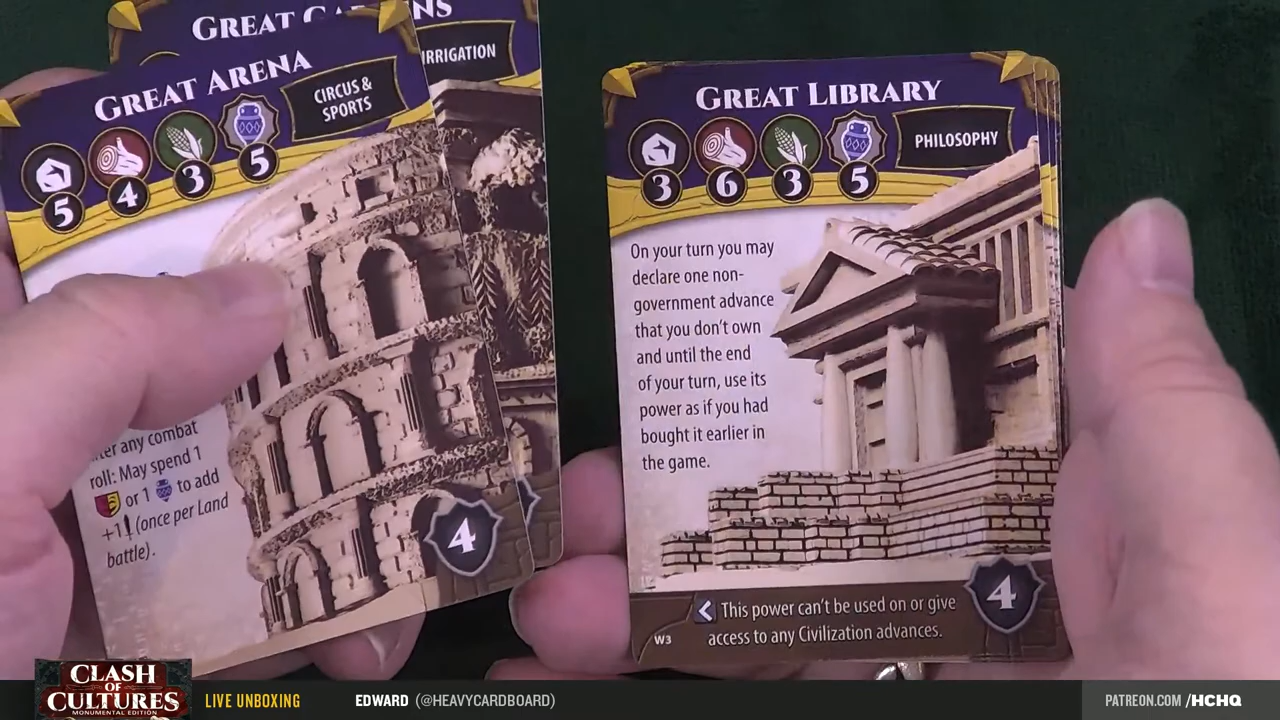 GREAT
NS
IRRIGATION
GREAT ARENA
CIRCUS &
SPORTS
5 4 3 5
after any combat
roll: May spend 1
or 1 to add
+1 (once per Land
battle).
4
GREAT LIBRARY
PHILOSOPHY
3 6 3 5
On your turn you may
declare one non-
government advance
that you don't own
and until the end
of your turn, use its
power as if you had
bought it earlier in
the game.
This power can't be used on or give
access to any Civilization advances.
W3
4
CLASH
OF
CULTURES
MONUMENTAL EDITION
LIVE UNBOXING
EDWARD (@HEAVYCARDBOARD)
PATREON.COM/HCHQ